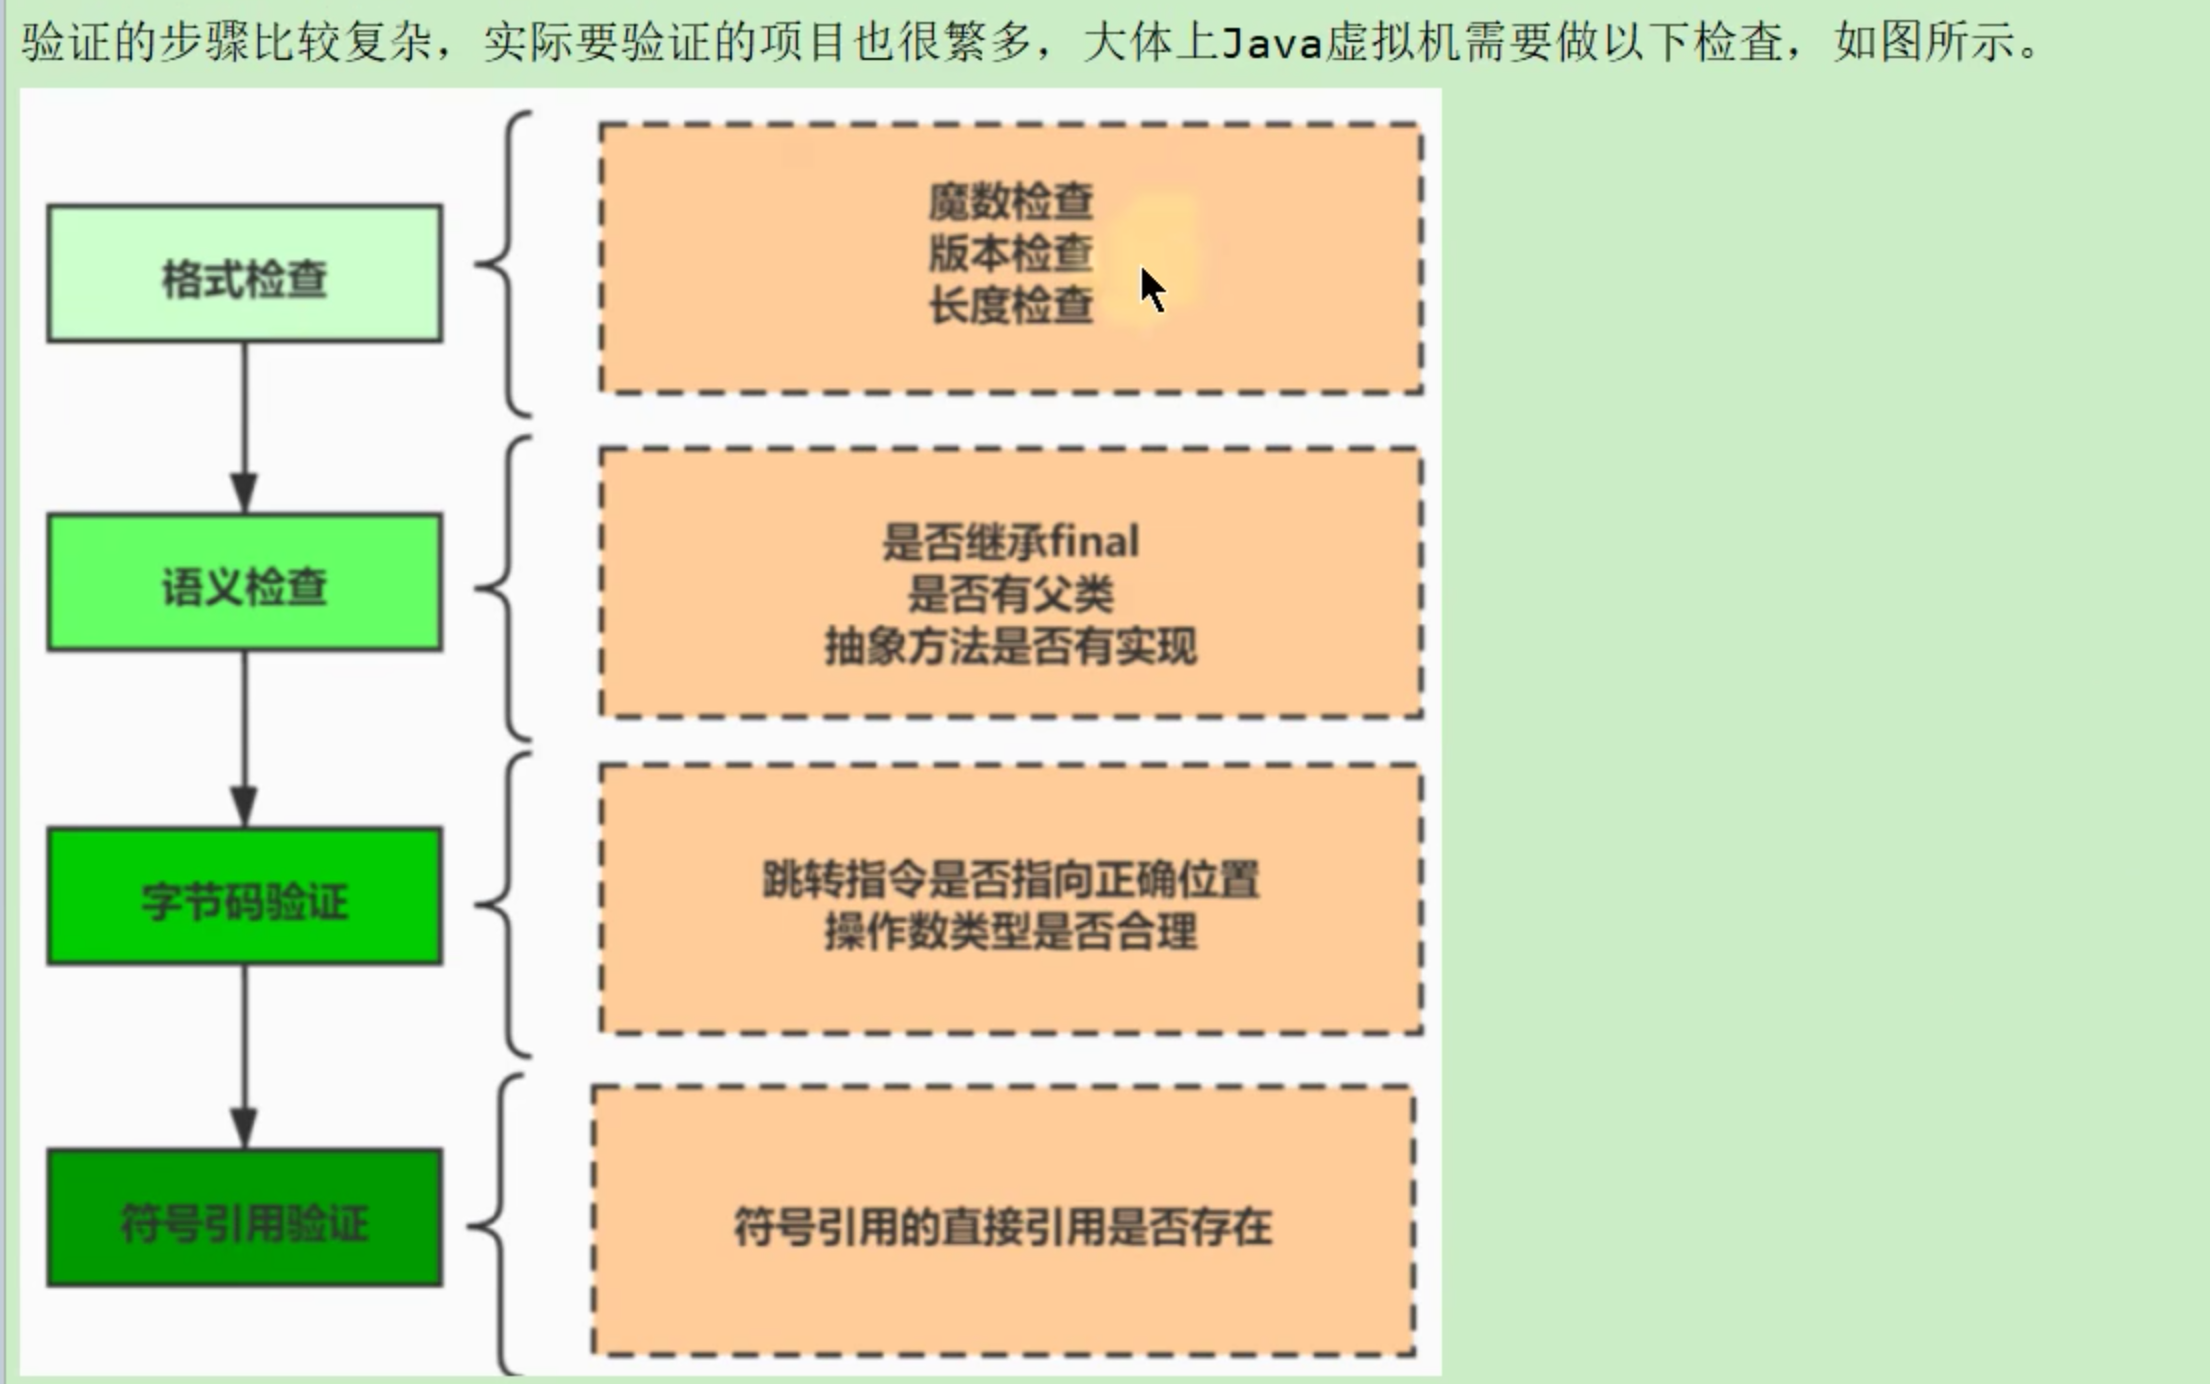 验证的步骤比较复杂，实际要验证的项目也很繁多，大体上Java虚拟机需要做以下检查，如图所示。
格式检查
魔数检查
版本检查
长度检查
语义检查
是否继承final
是否有父类
抽象方法是否有实现
字节码验证
跳转指令是否指向正确位置
操作数类型是否合理
符号引用验证
符号引用的直接引用是否存在